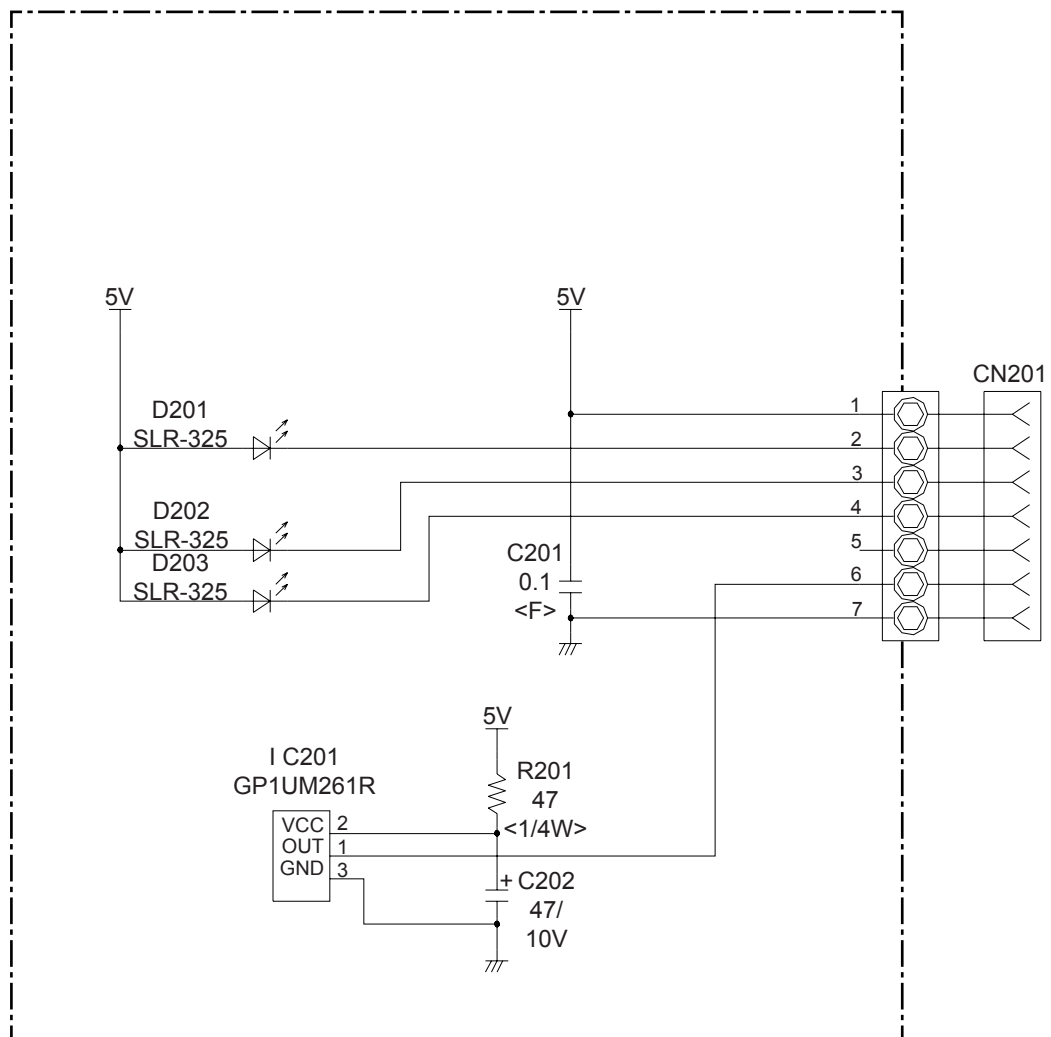 5V
5V
CN201
D201
SLR-325
1
2
3
D202
SLR-325
4
D203
SLR-325
C201
0.1
<F>
5
6
7
5V
I C201
GP1UM261R
R201
47
<1/4W>
VCC 2
OUT 1
GND 3
+ C202
47/
10V